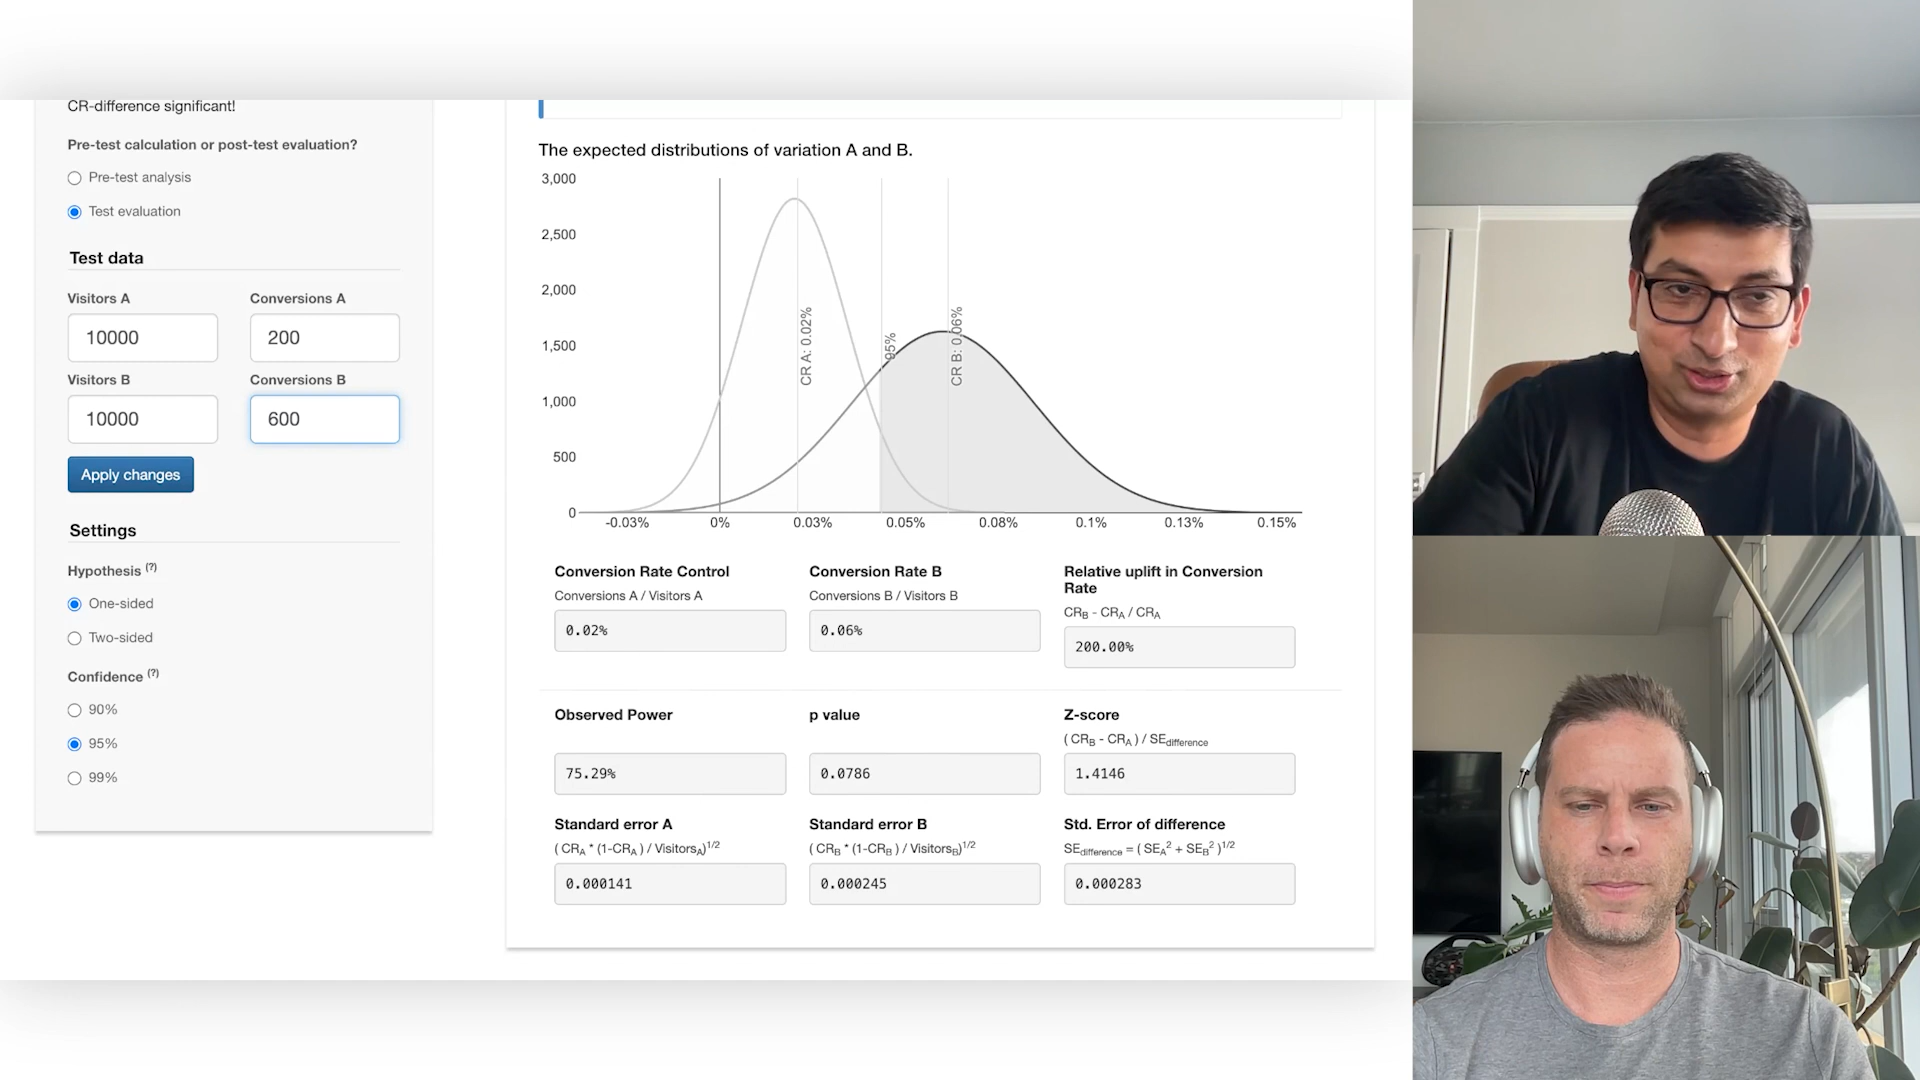 CR-difference significant!
Pre-test calculation or post-test evaluation?
Pre-test analysis
Test evaluation
Test data
Visitors A
Conversions A
10000
200
Visitors B
Conversions B
10000
600
Apply changes
Settings
Hypothesis (?)
One-sided
Two-sided
Confidence (?)
90%
95%
99%
The expected distributions of variation A and B.
3,000
2,500
2,000
1,500
1,000
500
0
CR A: 0.02%
95%
CR B: 0.06%
-0.03%
0%
0.03%
0.05%
0.08%
0.1%
0.13%
0.15%
Conversion Rate Control
Conversions A / Visitors A
0.02%
Conversion Rate B
Conversions B / Visitors B
0.06%
Relative uplift in Conversion
Rate
CRB - CRA / CRA
200.00%
Observed Power
75.29%
p value
0.0786
Z-score
( CRB - CRA ) / SEdifference
1.4146
Standard error A
( CRA * (1-CRA ) / VisitorsA)1/2
0.000141
Standard error B
( CRB * (1-CRB ) / VisitorsB)1/2
0.000245
Std. Error of difference
SEdifference = ( SEA2 + SEB2 )1/2
0.000283